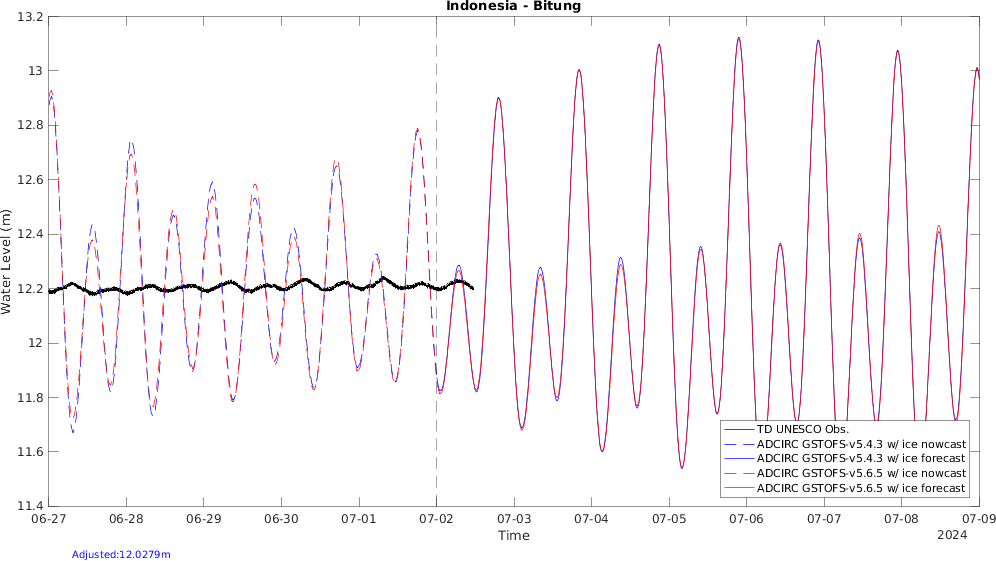 Indonesia - Bitung
13.2
13
12.8
12.6
12.4
12.2
12
11.8
11.6
11.4
Water Level (m)
TD UNESCO Obs.
ADCIRC GSTOFS-v5.4.3 w/ ice nowcast
ADCIRC GSTOFS-v5.4.3 w/ ice forecast
ADCIRC GSTOFS-v5.6.5 w/ ice nowcast
ADCIRC GSTOFS-v5.6.5 w/ ice forecast
06-27 06-28 06-29 06-30 07-01 07-02 07-03 07-04 07-05 07-06 07-07 07-08 07-09
Time
2024
Adjusted:12.0279m